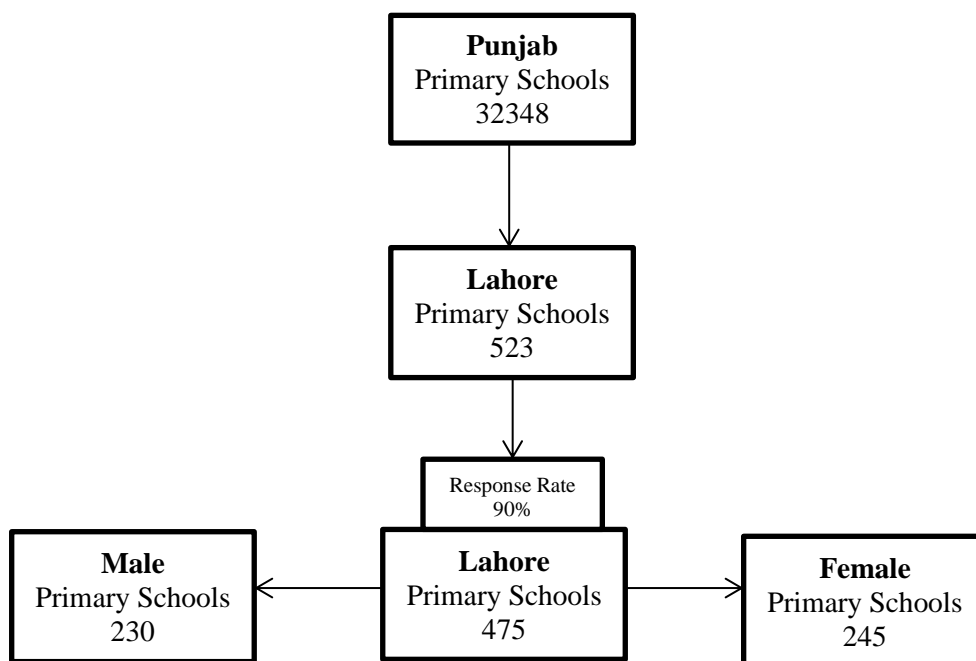 Punjab
Primary Schools
32348
Lahore
Primary Schools
523
Response Rate
90%
Male
Primary Schools
230
Lahore
Primary Schools
475
Female
Primary Schools
245